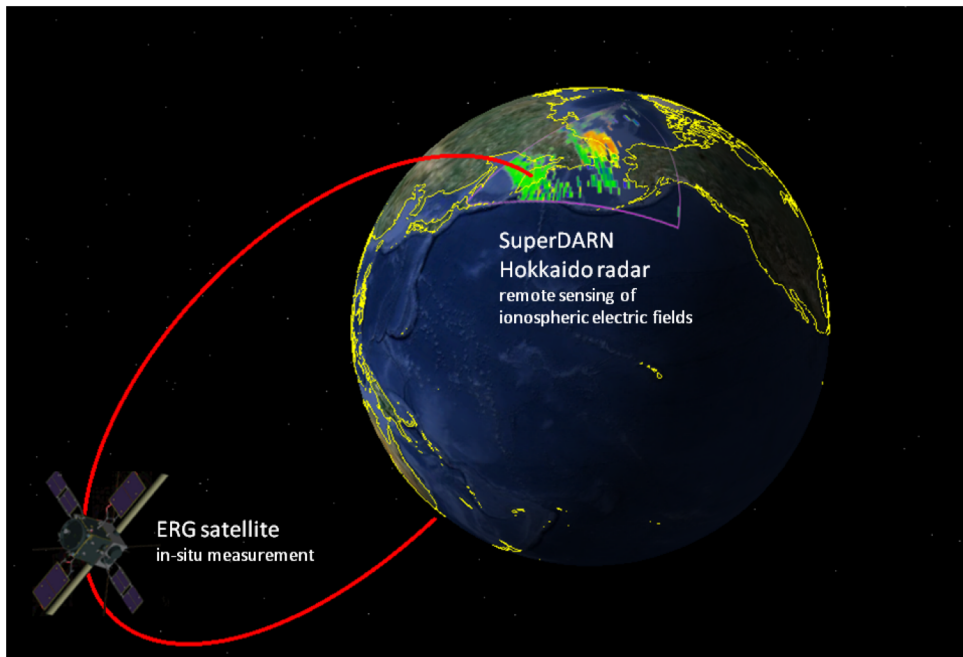 SuperDARN
Hokkaido radar
remote sensing of
ionospheric electric fields
ERG satellite
in-situ measurement